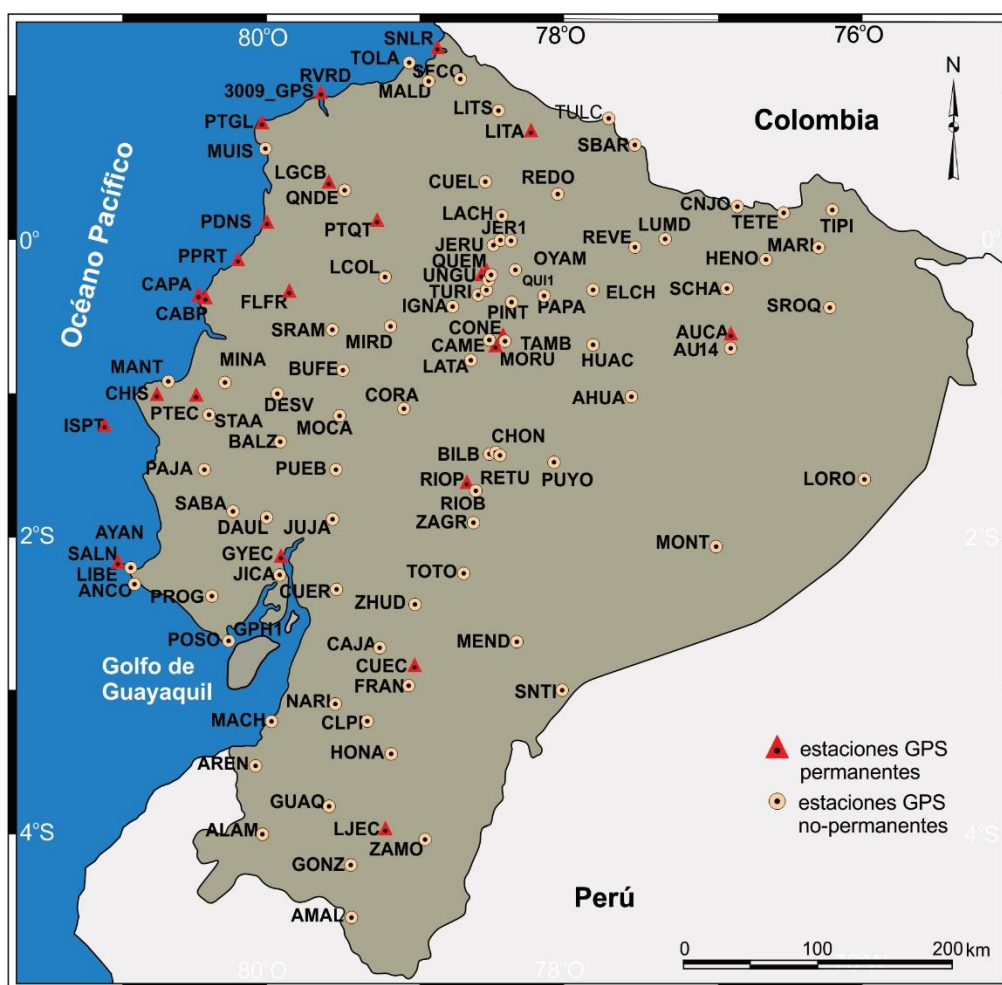 80°O
78°O
76°O
SNLR
TOLA
SFCO
RVRD
3009_GPS
MALD
LITS
TULC
N
PTGL
LITA
Colombia
MUIS
SBAR
LGCB
CUEL
REDO
QNDE
CNJO
LACH
TETE
TIPI
PDNS
PTQT
JER1
LUMD
0°
JERU
REVE
MARI
0°
PPRT
QUEM
OYAM
HENO
LCOL
UNGU
QUI1
CAPA
TURI
ELCH
SCHA
CABP
FLFR
IGNA
PINT
PAPA
SROQ
Océano Pacífico
SRAM
MIRD
CONE
TAMB
AUCA
CAME
MORU
HUAC
AU14
MANT
MINA
BUFE
LATA
CHIS
DESV
CORA
AHUA
PTEC
STAA
MOCA
ISPT
BALZ
CHON
BILB
PAJA
PUEB
RIOP
RETU
PUYO
LORO
SABA
RIOB
DAUL
JUJA
ZAGR
2°S
2°S
AYAN
SALN
GYEC
MONT
LIBE
JICA
TOTO
ANCO
PROG
CUER
ZHUD
GPH1
POSO
CAJA
MEND
Golfo de
Guayaquil
CUEC
FRAN
SNTI
NARI
MACH
CLPI
HONA
estaciones GPS
permanentes
AREN
GUAQ
estaciones GPS
no-permanentes
4°S
ALAM
LJEC
4°S
ZAMO
GONZ
Perú
AMAL
0
100
200 km
80°O
78°O